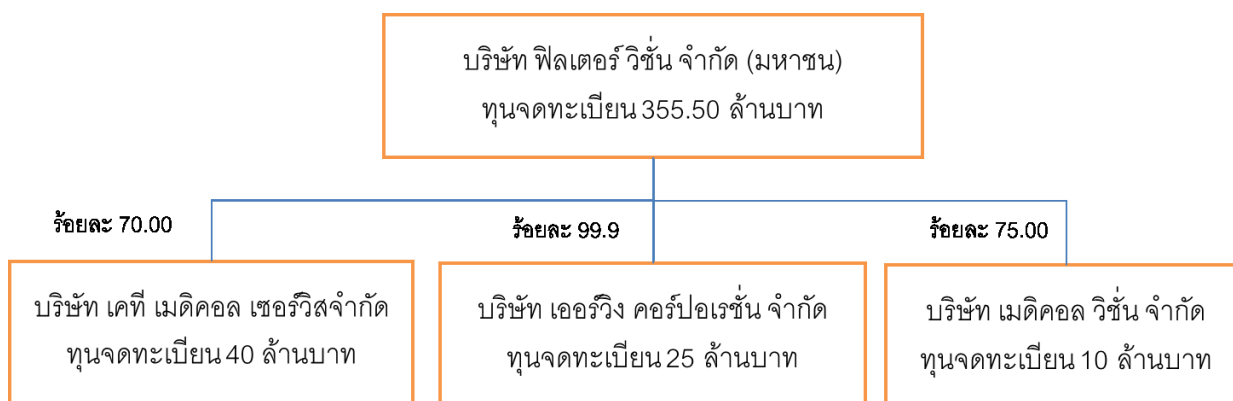 บริษัท ฟิลเตอร์ วิชั่น จำกัด (มหาชน)
ทุนจดทะเบียน 355.50 ล้านบาท
ร้อยละ 70.00
ร้อยละ 99.9
ร้อยละ 75.00
บริษัท เคที เมดิคอล เซอร์วิสจำกัด
ทุนจดทะเบียน 40 ล้านบาท
บริษัท เออร์วิง คอร์ปอเรชั่น จำกัด
ทุนจดทะเบียน 25 ล้านบาท
บริษัท เมดิคอล วิชั่น จำกัด
ทุนจดทะเบียน 10 ล้านบาท